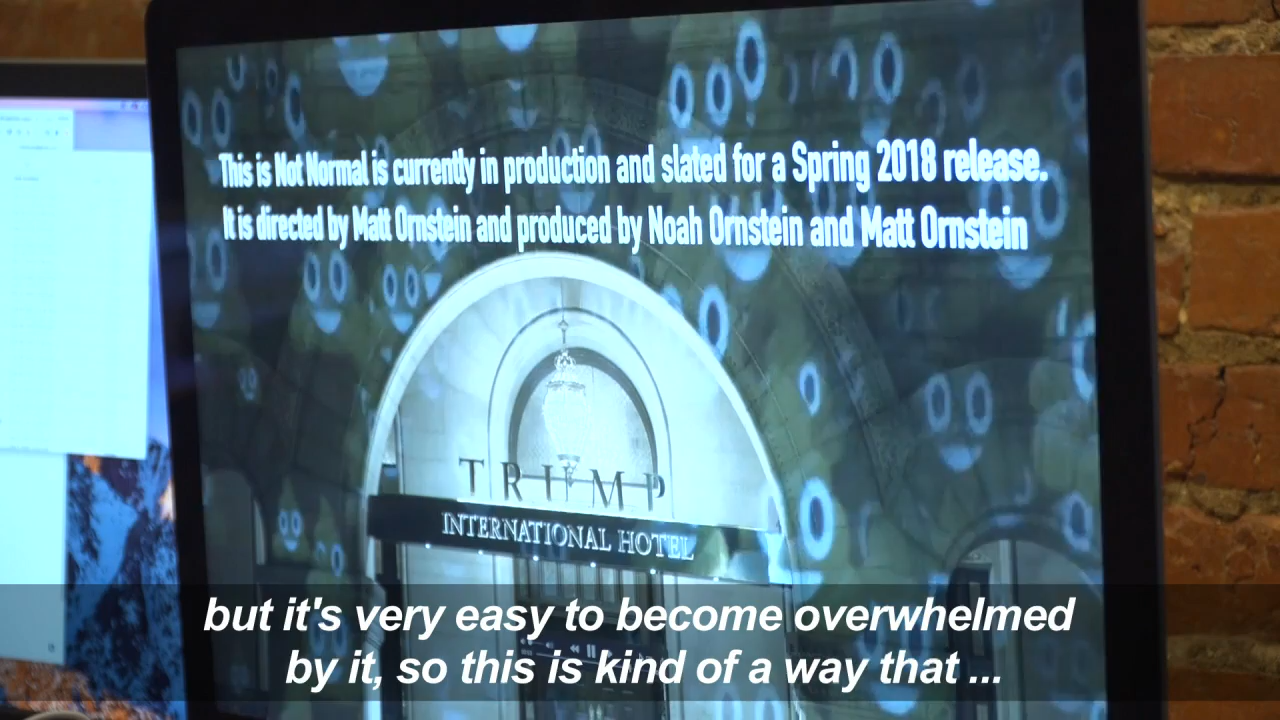 This is Not Normal is currently in production and slated for a Spring 2018 release.
It is directed by Matt Ornstein and produced by Noah Ornstein and Matt Ornstein
TRUMP
INTERNATIONAL HOTEL
but it's very easy to become overwhelmed
by it, so this is kind of a way that ...